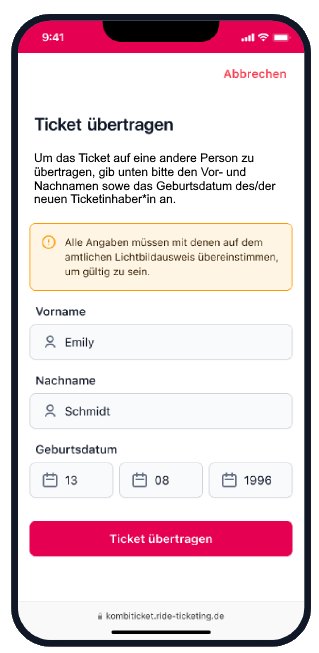 9:41
Abbrechen
Ticket übertragen
Um das Ticket auf eine andere Person zu
übertragen, gib unten bitte den Vor- und
Nachnamen sowie das Geburtsdatum des/der
neuen Ticketinhaber*in an.
Alle Angaben müssen mit denen auf dem
amtlichen Lichtbildausweis übereinstimmen,
um gültig zu sein.
Vorname
Emily
Nachname
Schmidt
Geburtsdatum
13 08 1996
Ticket übertragen
kombiticket.ride-ticketing.de